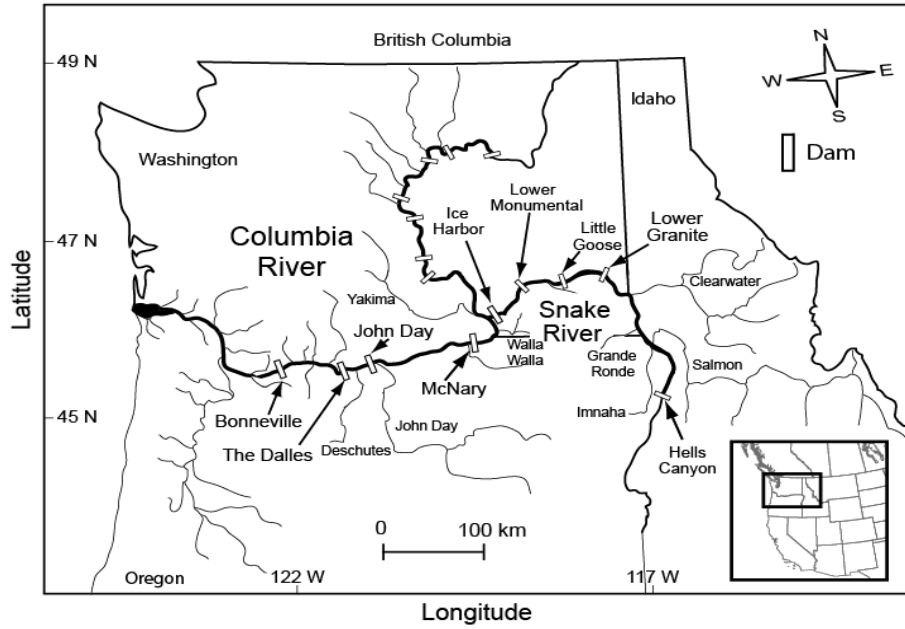 British Columbia
49 N
N
W
E
S
Idaho
Washington
Dam
Lower
Monumental
Ice
Harbor
Little
Goose
Lower
Granite
47 N
Columbia
River
Clearwater
Latitude
Yakima
Snake
River
John Day
Walla
Walla
Grande
Ronde
Salmon
McNary
Imnaha
Bonneville
45 N
John Day
The Dalles
Deschutes
Hells
Canyon
0
100 km
Oregon
122 W
117 W
Longitude